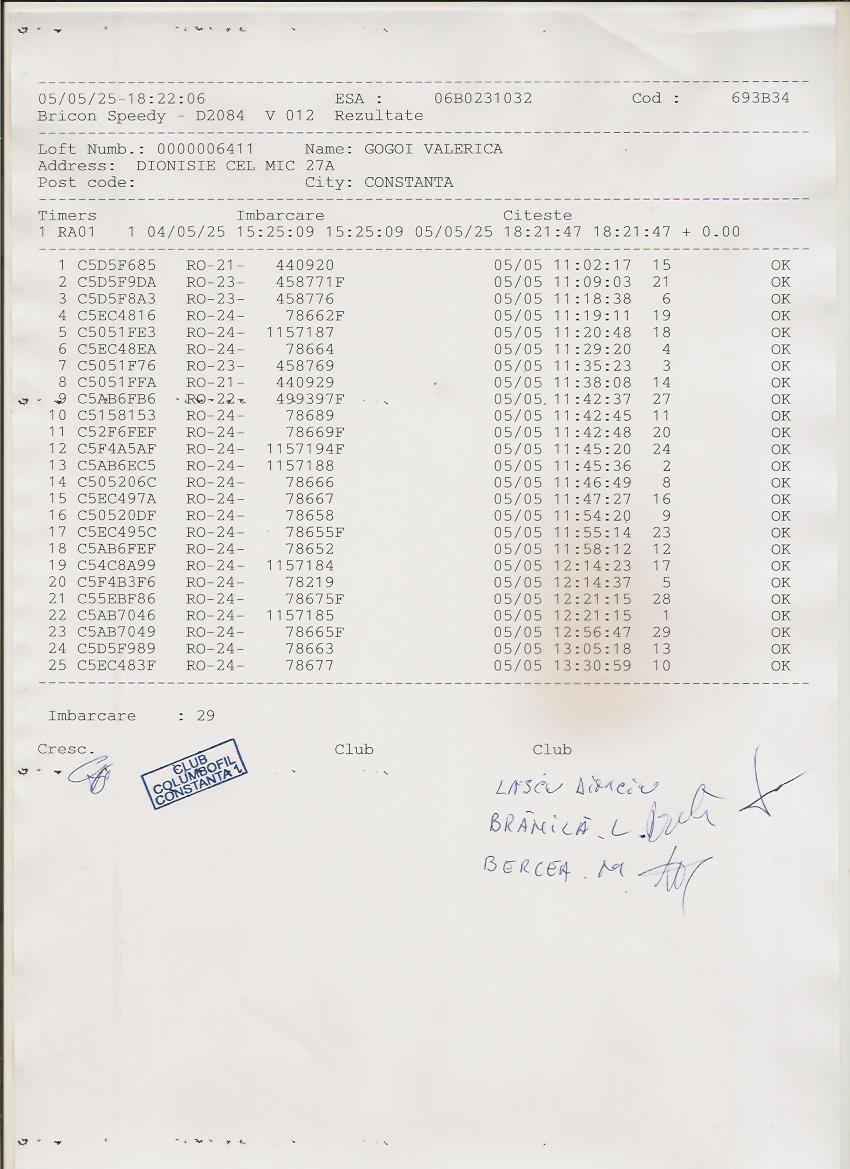 05/05/25-18:22:06 ESA : 06B0231032 Cod : 693B34
Bricon Speedy - D2084 V 012 Rezultate
Loft Numb.: 0000006411 Name: GOGOI VALERICA
Address: DIONISIE CEL MIC 27A
Post code: City: CONSTANTA
Timers Imbarcare Citeste
1 RA01 1 04/05/25 15:25:09 15:25:09 05/05/25 18:21:47 18:21:47 + 0.00
1 C5D5F685 RO-21- 440920 05/05 11:02:17 15 OK
2 C5D5F9DA RO-23- 458771F 05/05 11:09:03 21 OK
3 C5D5F8A3 RO-23- 458776 05/05 11:18:38 6 OK
4 C5EC4816 RO-24- 78662F 05/05 11:19:11 19 OK
5 C5051FE3 RO-24- 1157187 05/05 11:20:48 18 OK
6 C5EC48EA RO-24- 78664 05/05 11:29:20 4 OK
7 C5051F76 RO-23- 458769 05/05 11:35:23 3 OK
8 C5051FFA RO-21- 440929 05/05 11:38:08 14 OK
9 C5AB6FB6 RO-22- 499397F 05/05 11:42:37 27 OK
10 C5158153 RO-24- 78689 05/05 11:42:45 11 OK
11 C52F6FEF RO-24- 78669F 05/05 11:42:48 20 OK
12 C5F4A5AF RO-24- 1157194F 05/05 11:45:20 24 OK
13 C5AB6EC5 RO-24- 1157188 05/05 11:45:36 2 OK
14 C505206C RO-24- 78666 05/05 11:46:49 8 OK
15 C5EC497A RO-24- 78667 05/05 11:47:27 16 OK
16 C50520DF RO-24- 78658 05/05 11:54:20 9 OK
17 C5EC495C RO-24- 78655F 05/05 11:55:14 23 OK
18 C5AB6FEF RO-24- 78652 05/05 11:58:12 12 OK
19 C54C8A99 RO-24- 1157184 05/05 12:14:23 17 OK
20 C5F4B3F6 RO-24- 78219 05/05 12:14:37 5 OK
21 C55EBF86 RO-24- 78675F 05/05 12:21:15 28 OK
22 C5AB7046 RO-24- 1157185 05/05 12:21:15 1 OK
23 C5AB7049 RO-24- 78665F 05/05 12:56:47 29 OK
24 C5D5F989 RO-24- 78663 05/05 13:05:18 13 OK
25 C5EC483F RO-24- 78677 05/05 13:30:59 10 OK
Imbarcare : 29
Cresc. Club Club
CLUB
COLUMBOFIL
CONSTANTA 1
BRĂNILĂ. L.
BERCEA. M